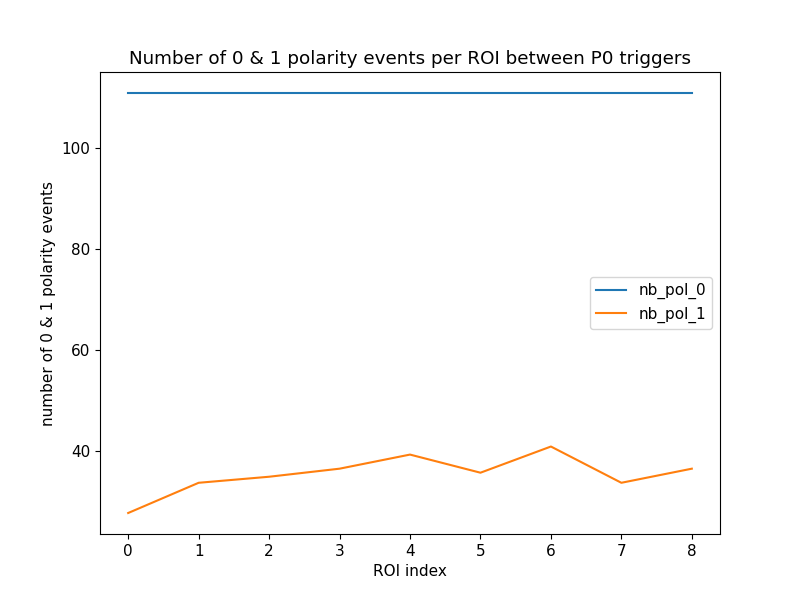 Number of 0 & 1 polarity events per ROI between P0 triggers
number of 0 & 1 polarity events
100
80
60
40
nb_pol_0
nb_pol_1
0 1 2 3 4 5 6 7 8
ROI index